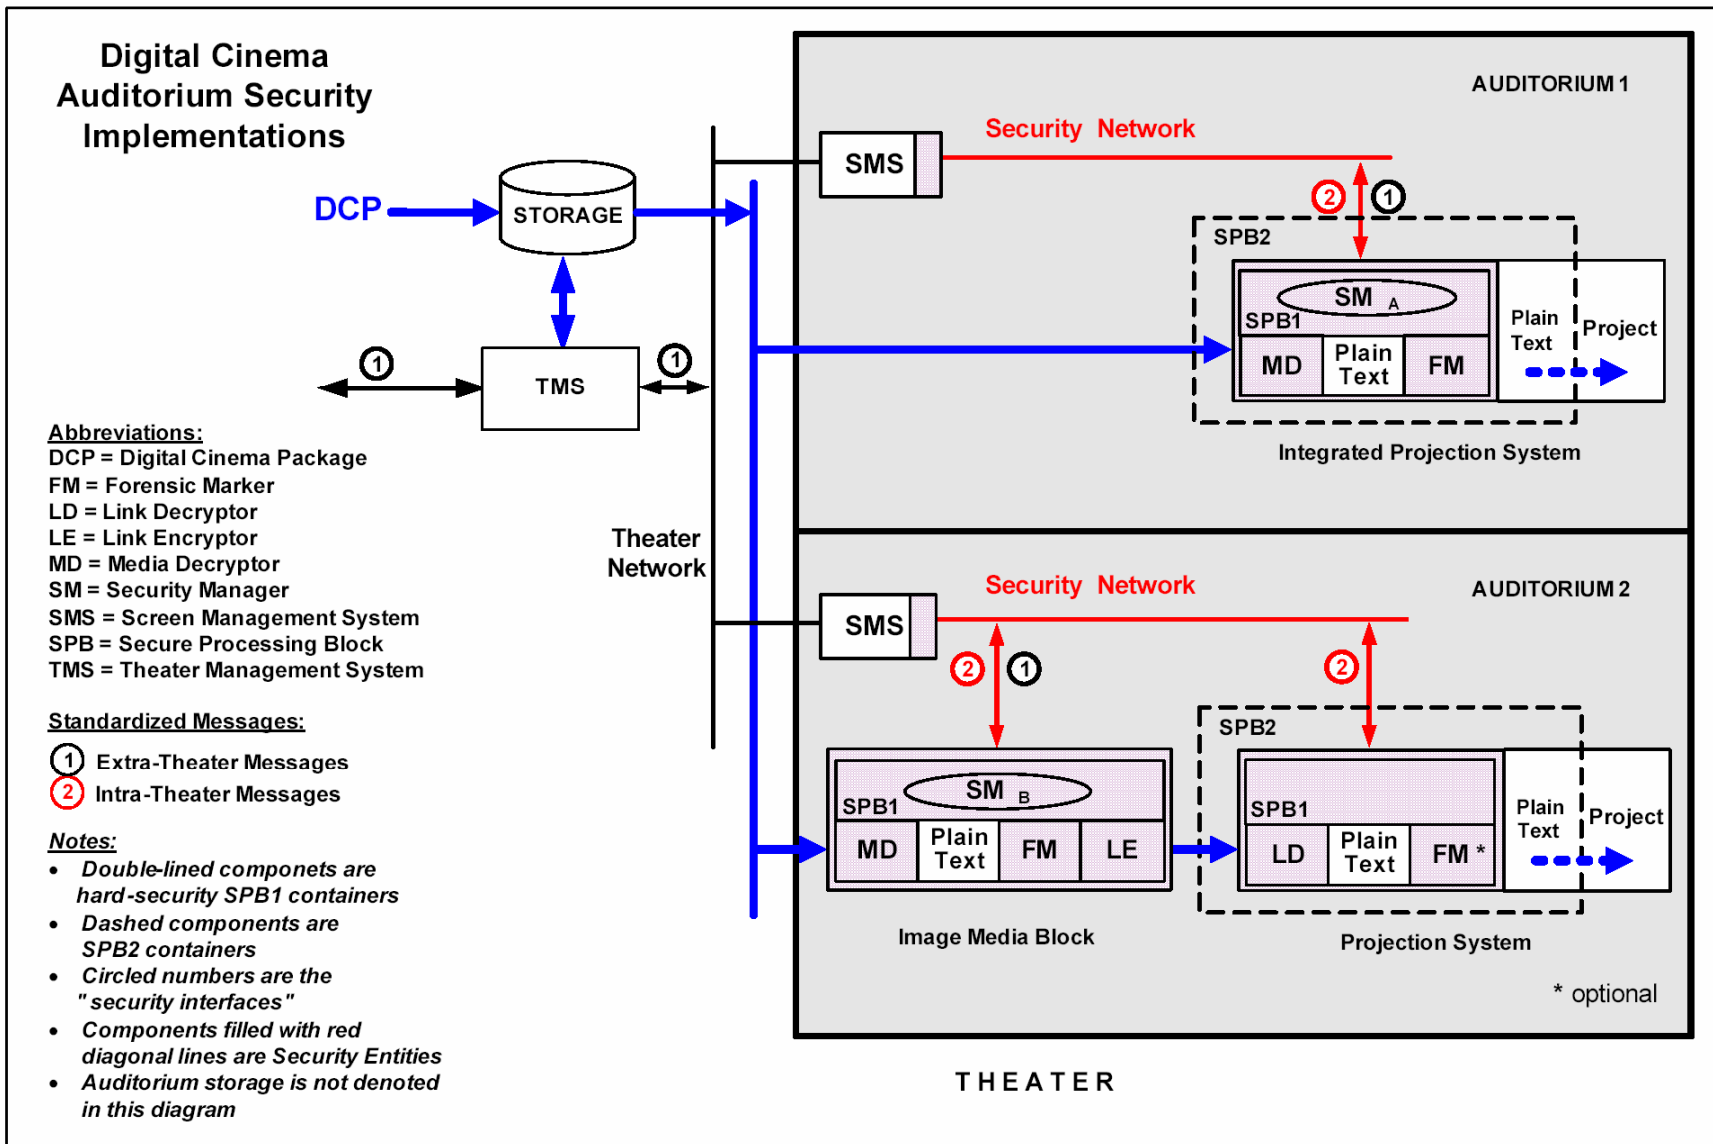 Digital Cinema
Auditorium Security
Implementations
DCP
STORAGE
1
TMS
1
Theater
Network
Abbreviations:
DCP = Digital Cinema Package
FM = Forensic Marker
LD = Link Decryptor
LE = Link Encryptor
MD = Media Decryptor
SM = Security Manager
SMS = Screen Management System
SPB = Secure Processing Block
TMS = Theater Management System
Standardized Messages:
1 Extra-Theater Messages
2 Intra-Theater Messages
Notes:
• Double-lined componets are
hard-security SPB1 containers
• Dashed components are
SPB2 containers
• Circled numbers are the
"security interfaces"
• Components filled with red
diagonal lines are Security Entities
• Auditorium storage is not denoted
in this diagram
AUDITORIUM 1
Security Network
SMS
2 1
SPB2
SM A
SPB1
MD
Plain
Text
FM
Plain
Text
Project
Integrated Projection System
AUDITORIUM 2
Security Network
SMS
2 1
2
SM B
SPB1
MD
Plain
Text
FM
LE
Image Media Block
SPB2
SPB1
LD
Plain
Text
FM *
Plain
Text
Project
Projection System
* optional
THEATER